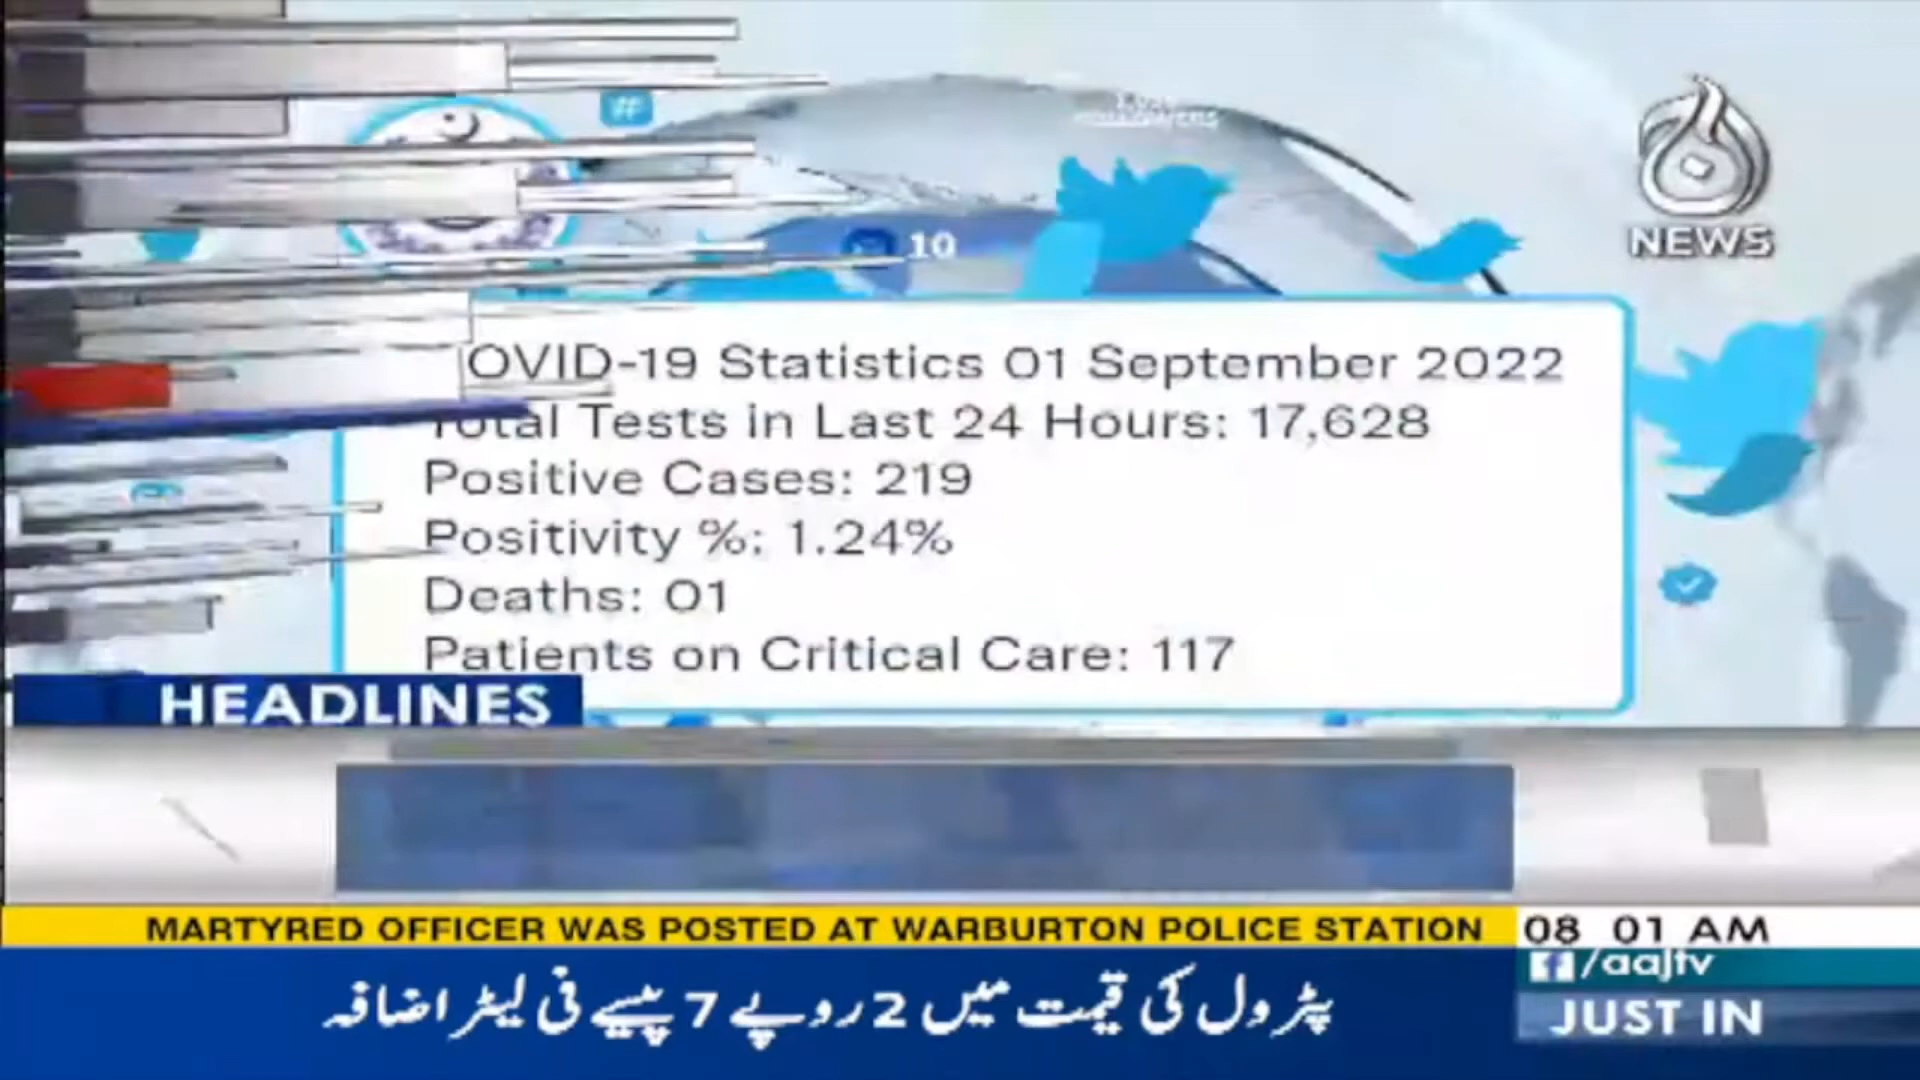 #
10
NEWS
OVID-19 Statistics 01 September 2022
Total Tests in Last 24 Hours: 17,628
Positive Cases: 219
Positivity %: 1.24%
Deaths: 01
Patients on Critical Care: 117
HEADLINES
MARTYRED OFFICER WAS POSTED AT WARBURTON POLICE STATION
08 01 AM
/aajtv
پٹرول کی قیمت میں 2 روپے 7 پیسے فی لیٹر اضافہ
JUST IN